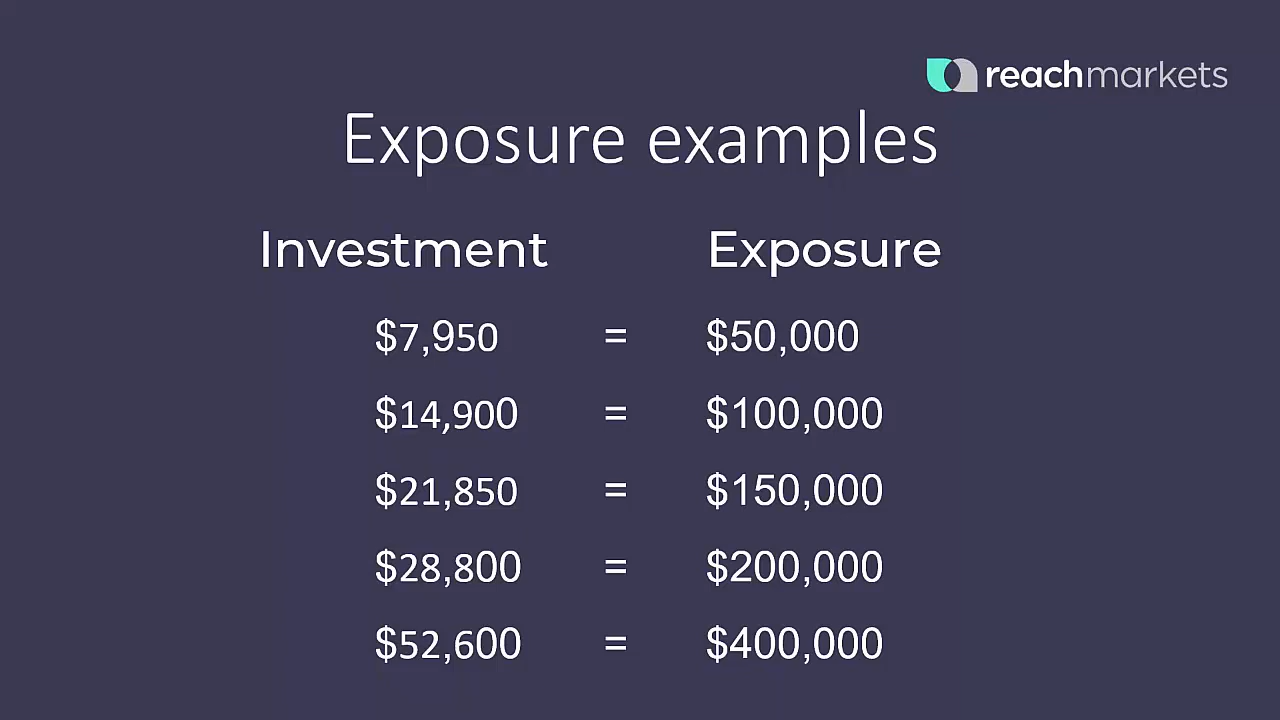 reachmarkets
Exposure examples
Investment Exposure
$7,950 = $50,000
$14,900 = $100,000
$21,850 = $150,000
$28,800 = $200,000
$52,600 = $400,000